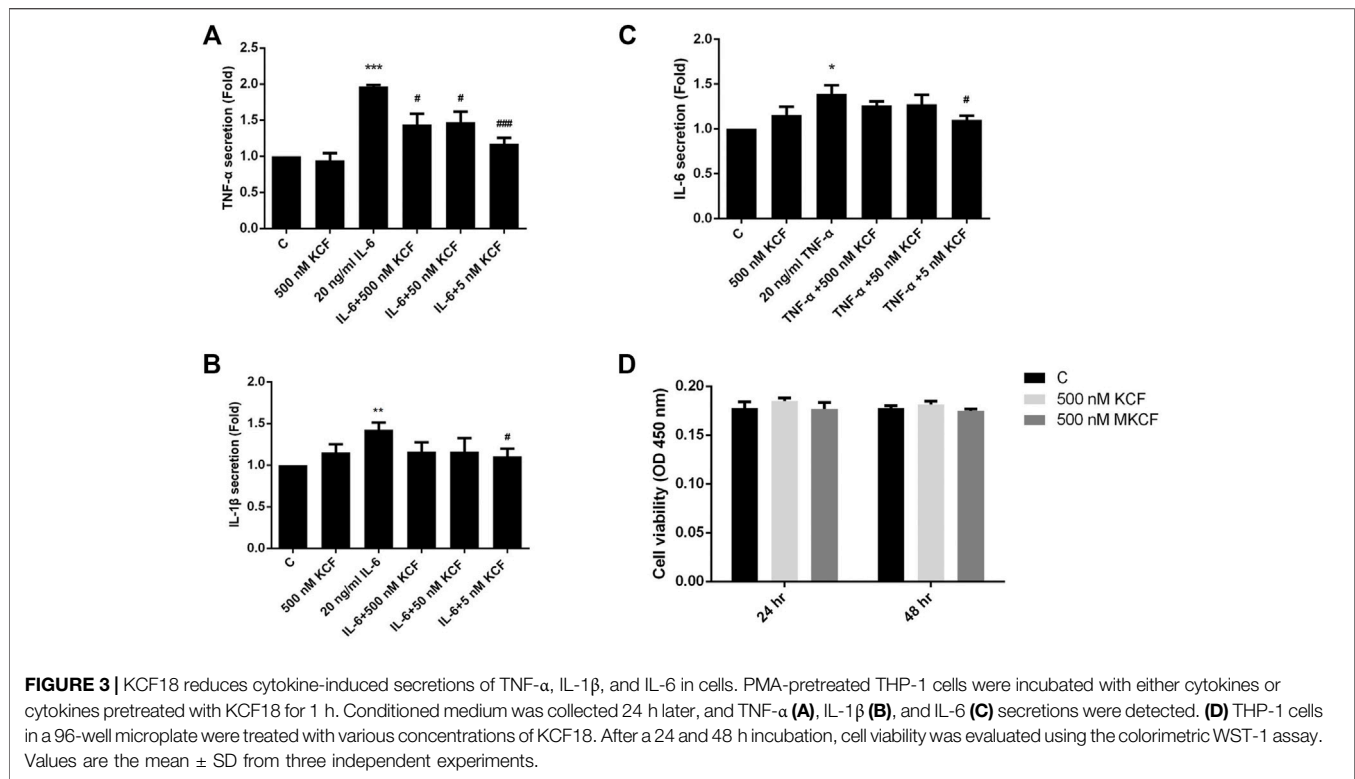 A
TNF-α secretion (Fold)
2.5
2.0
1.5
1.0
0.5
0.0
***
#
#
###
C
500 nM KCF
20 ng/ml IL-6
IL-6+500 nM KCF
IL-6+50 nM KCF
IL-6+5 nM KCF
C
IL-6 secretion (Fold)
2.0
1.5
1.0
0.5
0.0
*
#
C
500 nM KCF
20 ng/ml TNF-α
TNF-α +500 nM KCF
TNF-α +50 nM KCF
TNF-α +5 nM KCF
B
IL-1β secretion (Fold)
2.0
1.5
1.0
0.5
0.0
**
#
C
500 nM KCF
20 ng/ml IL-6
IL-6+500 nM KCF
IL-6+50 nM KCF
IL-6+5 nM KCF
D
Cell viability (OD 450 nm)
0.20
0.15
0.10
0.05
0.00
24 hr
48 hr
C
500 nM KCF
500 nM MKCF
FIGURE 3 | KCF18 reduces cytokine-induced secretions of TNF-α, IL-1β, and IL-6 in cells. PMA-pretreated THP-1 cells were incubated with either cytokines or
cytokines pretreated with KCF18 for 1 h. Conditioned medium was collected 24 h later, and TNF-α (A), IL-1β (B), and IL-6 (C) secretions were detected. (D) THP-1 cells
in a 96-well microplate were treated with various concentrations of KCF18. After a 24 and 48 h incubation, cell viability was evaluated using the colorimetric WST-1 assay.
Values are the mean ± SD from three independent experiments.